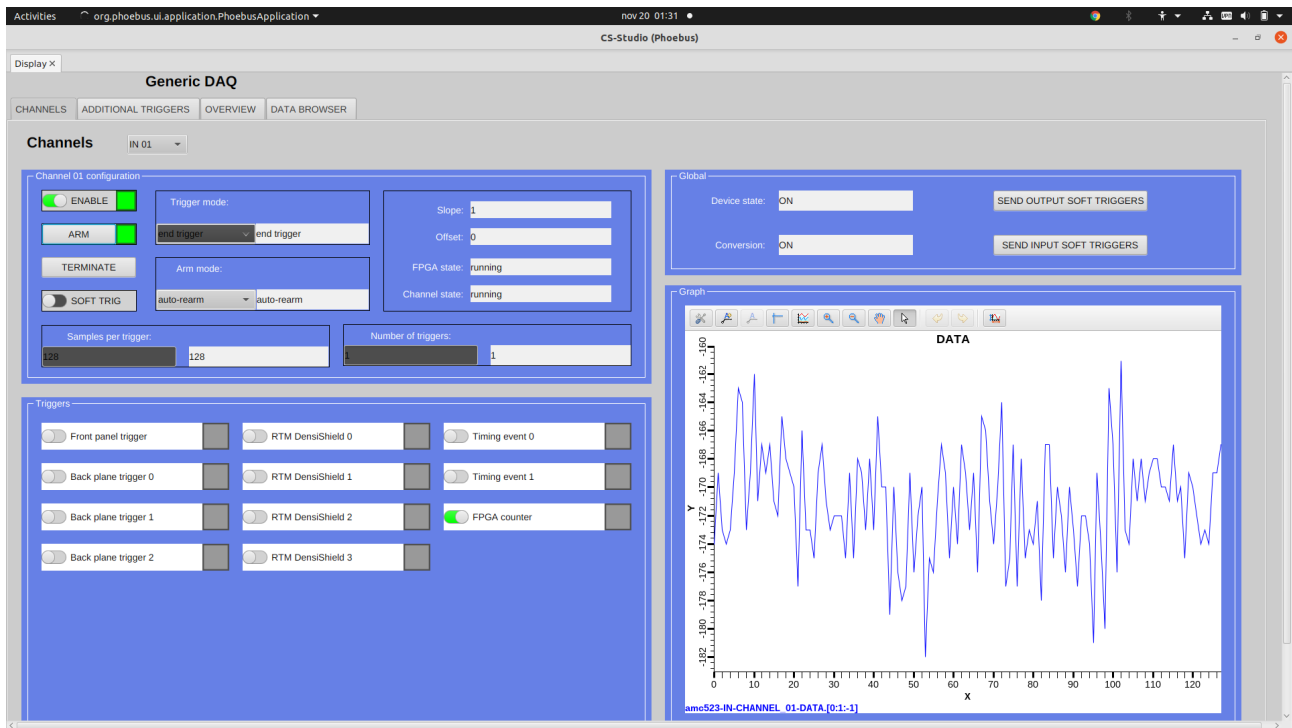 Activities org.phoebus.ui.application.PhoebusApplication nov 20 01:31
CS-Studio (Phoebus)
Display
Generic DAQ
CHANNELS ADDITIONAL TRIGGERS OVERVIEW DATA BROWSER
Channels IN 01
Channel 01 configuration
ENABLE
ARM
TERMINATE
SOFT TRIG
Trigger mode:
end trigger end trigger
Arm mode:
auto-rearm auto-rearm
Slope: 1
Offset: 0
FPGA state: running
Channel state: running
Samples per trigger:
128 128
Number of triggers:
1 1
Global
Device state: ON SEND OUTPUT SOFT TRIGGERS
Conversion: ON SEND INPUT SOFT TRIGGERS
Triggers
Front panel trigger RTM DensiShield 0 Timing event 0
Back plane trigger 0 RTM DensiShield 1 Timing event 1
Back plane trigger 1 RTM DensiShield 2 FPGA counter
Back plane trigger 2 RTM DensiShield 3
Graph
DATA
-160
-162
-164
-166
-168
-170
-172
-174
-176
-178
-180
-182
Y
0 10 20 30 40 50 60 70 80 90 100 110 120
X
amc523-IN-CHANNEL_01-DATA.[0:1:-1]